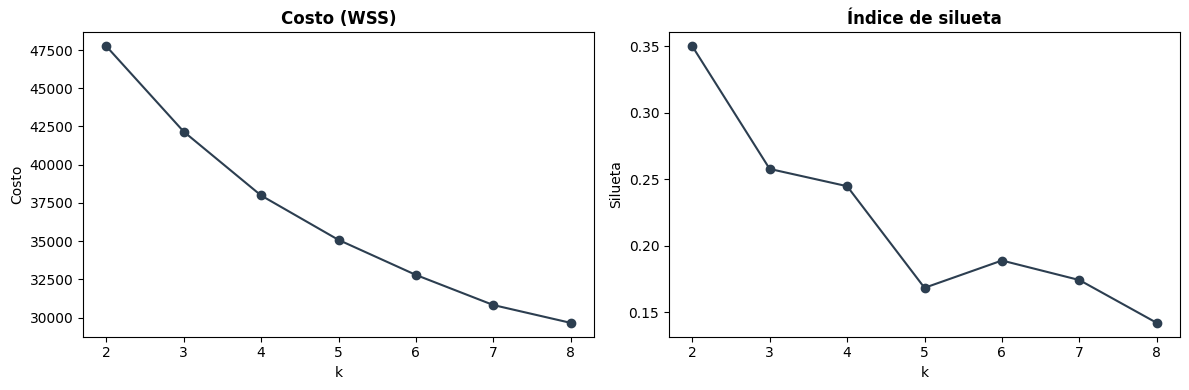 Costo (WSS)
47500
45000
42500
40000
37500
35000
32500
30000
Costo
2 3 4 5 6 7 8
k
Índice de silueta
0.35
0.30
0.25
0.20
0.15
Silueta
2 3 4 5 6 7 8
k